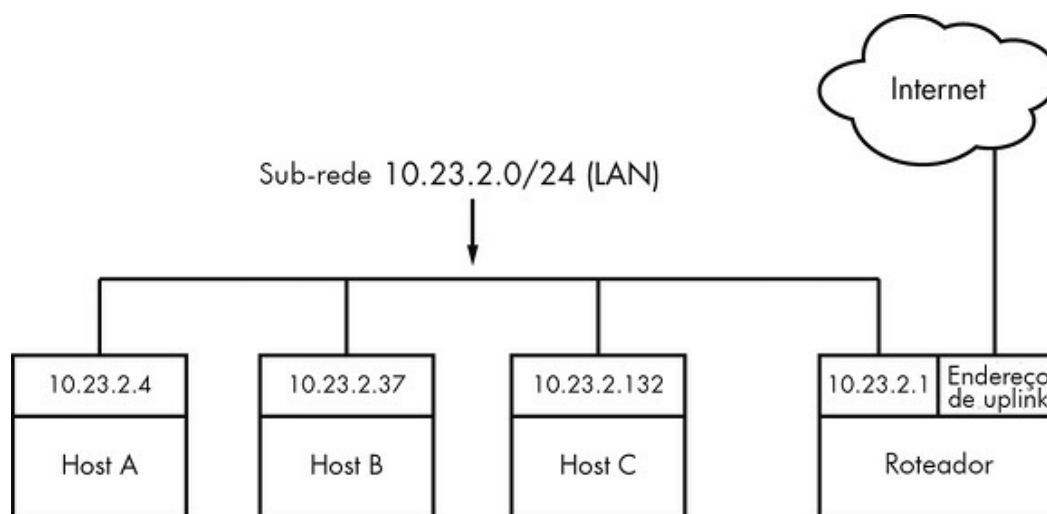 Internet
Sub-rede 10.23.2.0/24 (LAN)
10.23.2.4
10.23.2.37
10.23.2.132
10.23.2.1
Endereço
de uplink
Host A
Host B
Host C
Roteador